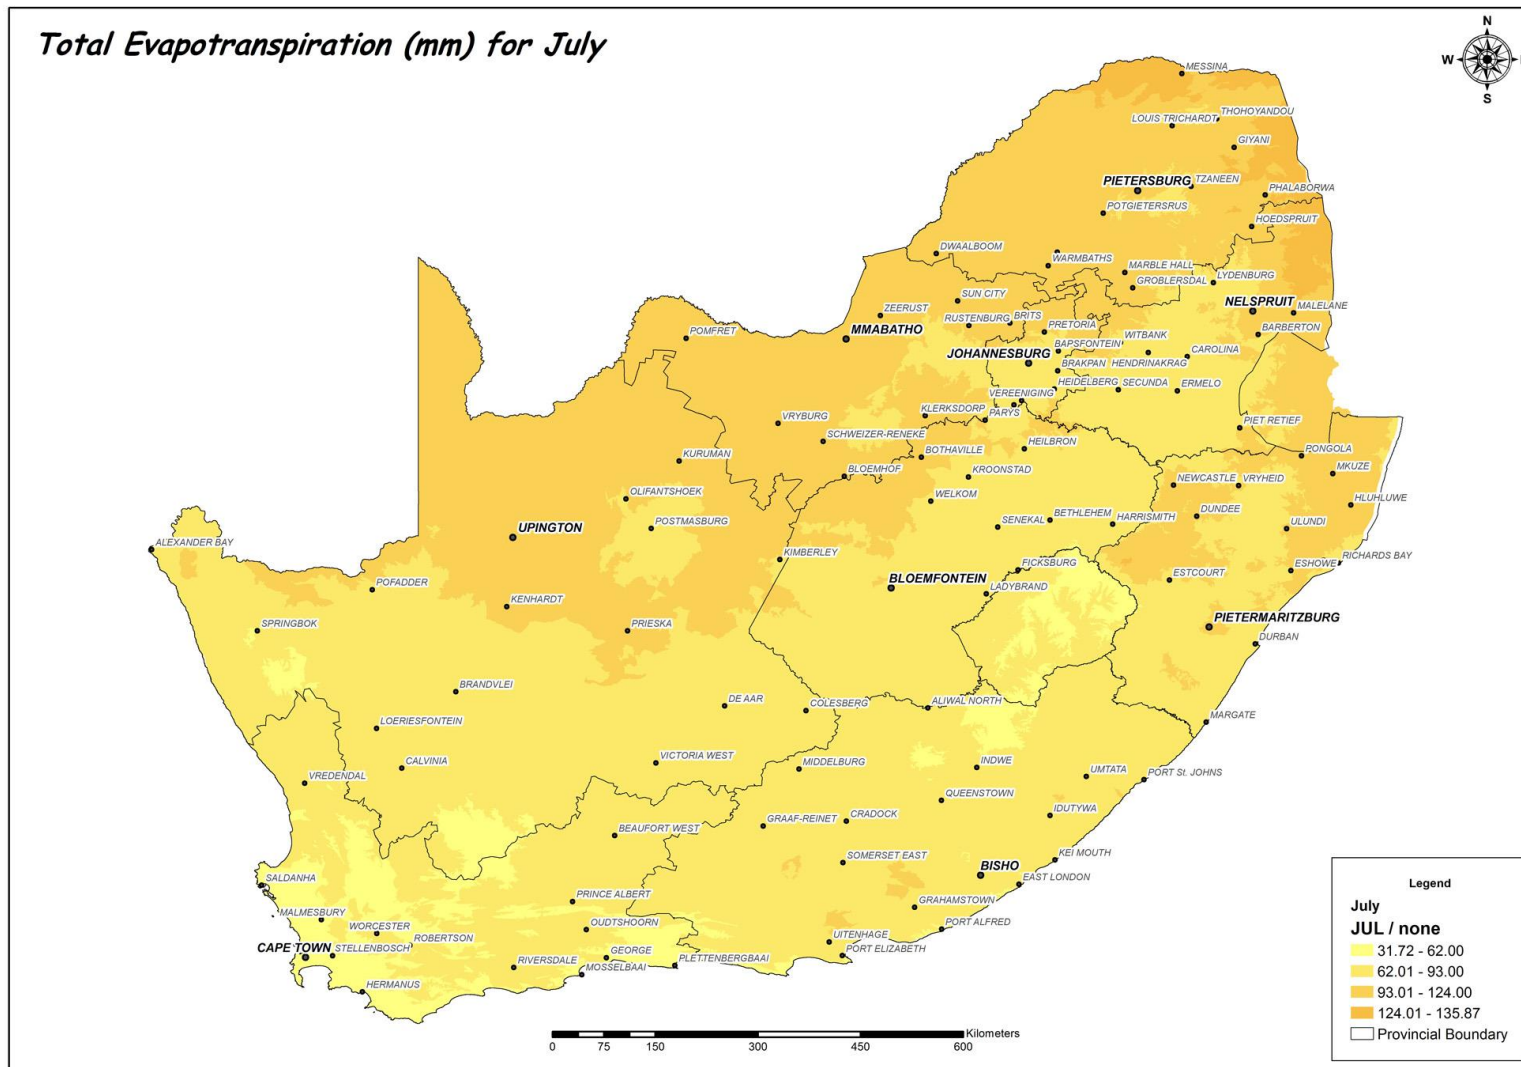 Total Evapotranspiration (mm) for July
N
W
S
MESSINA
THOHOYANDOU
LOUIS TRICHARDT
GIYANI
PIETERSBURG
TZANEEN
PHALABORWA
POTGIETERSRUS
HOEDSPRUIT
DWAALBOOM
WARMBATHS
MARBLE HALL
LYDENBURG
GROBLERSDAL
SUN CITY
NELSPRUIT
MALELANE
ZEERUST
RUSTENBURG
BRITS
PRETORIA
MMABATHO
POMFRET
WITBANK
BARBERTON
JOHANNESBURG
BAPSFONTEIN
CAROLINA
HENDRINAKRAG
BRAKPAN
HEIDELBERG
SECUNDA
ERMELO
VEREENIGING
KLERKSDORP
PARYS
VRYBURG
PIET RETIEF
SCHWEIZER-RENEKE
HEILBRON
PONGOLA
KURUMAN
BOTHAVILLE
BLOEMHOF
KROONSTAD
MKUZE
NEWCASTLE
VRYHEID
OLIFANTSHOEK
WELKOM
HLUHLUWE
UPINGTON
POSTMASBURG
SENEKAL
BETHLEHEM
HARRISMITH
DUNDEE
ULUNDI
ALEXANDER BAY
KIMBERLEY
RICHARDS BAY
FICKSBURG
ESHOWE
POFADDER
BLOEMFONTEIN
LADYBRAND
ESTCOURT
KENHARDT
SPRINGBOK
PRIESKA
PIETERMARITZBURG
DURBAN
BRANDVLEI
DE AAR
COLESBERG
ALIWAL NORTH
MARGATE
LOERIESFONTEIN
VICTORIA WEST
MIDDELBURG
INDWE
CALVINIA
VREDENDAL
UMTATA
PORT St. JOHNS
QUEENSTOWN
IDUTYWA
GRAAF-REINET
CRADOCK
BEAUFORT WEST
SOMERSET EAST
KEI MOUTH
BISHO
EAST LONDON
SALDANHA
PRINCE ALBERT
GRAHAMSTOWN
MALMESBURY
OUDTSHOORN
PORT ALFRED
WORCESTER
ROBERTSON
UITENHAGE
CAPE TOWN
STELLENBOSCH
GEORGE
PORT ELIZABETH
PLETTENBERGBAAI
RIVERSDALE
MOSSELBAAI
HERMANUS
Kilometers
0 75 150 300 450 600
Legend
July
JUL / none
31.72 - 62.00
62.01 - 93.00
93.01 - 124.00
124.01 - 135.87
Provincial Boundary